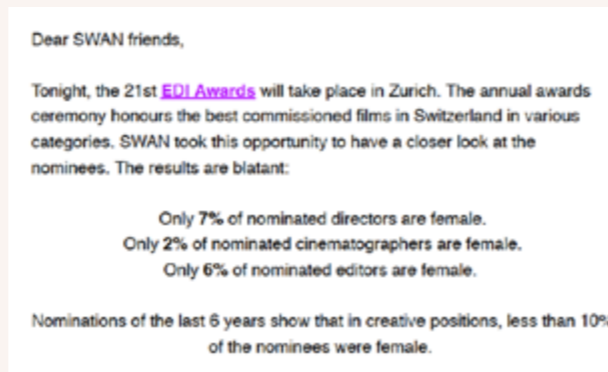 Dear SWAN friends,
Tonight, the 21st EDI Awards will take place in Zurich. The annual awards
ceremony honours the best commissioned films in Switzerland in various
categories. SWAN took this opportunity to have a closer look at the
nominees. The results are blatant:
Only 7% of nominated directors are female.
Only 2% of nominated cinematographers are female.
Only 6% of nominated editors are female.
Nominations of the last 6 years show that in creative positions, less than 10%
of the nominees were female.